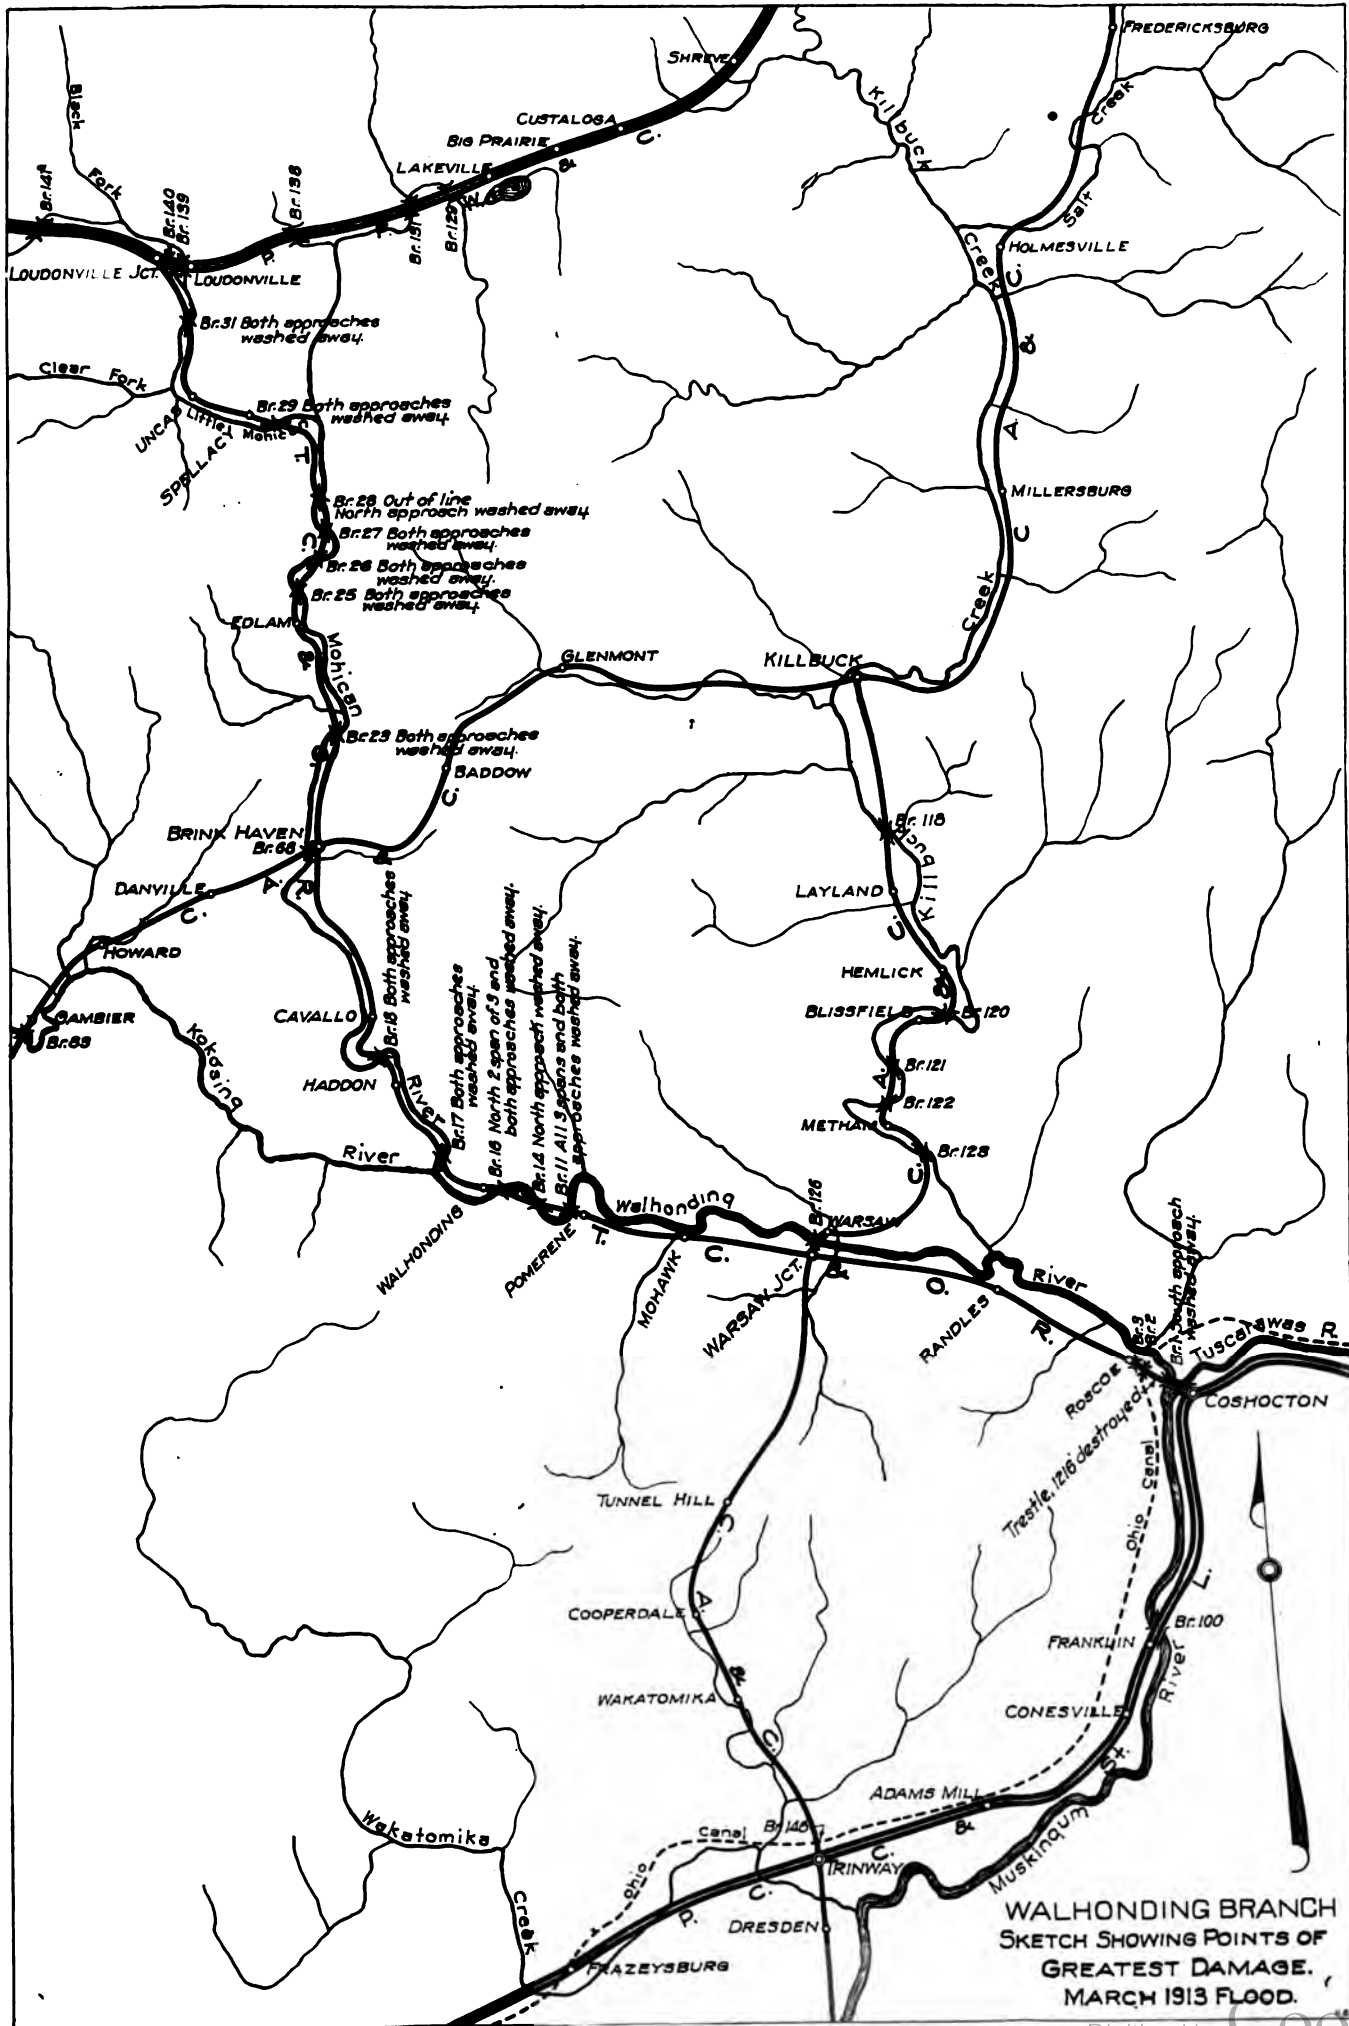 FREDERICKSBURG
SHREVE
Killbuck
Creek
Black
Fork
CUSTALOGA
C.
BIG PRAIRIE
&
LAKEVILLE
W.
Salt
Creek
Br. 141ᴬ
Br. 140
Br. 139
Br. 138
Br. 131
Br. 129
F.
P.
HOLMESVILLE
LOUDONVILLE JCT.
LOUDONVILLE
C.
Br. 31 Both approaches
washed away.
&
Clear Fork
Br. 29 Both approaches
washed away.
UNCAS
Little
Mohican
SPELLACY
T.
A.
MILLERSBURG
Br. 28 Out of line
North approach washed away.
Br. 27 Both approaches
washed away.
C.
C
Br. 26 Both approaches
washed away.
Br. 25 Both approaches
washed away.
Creek
EDLAM
&
Mohican
GLENMONT
KILLBUCK
Br. 23 Both approaches
washed away.
O.
BADDOW
C.
BRINK HAVEN
Br. 68
Br. 118
Killbuck
&
A.
R.
DANVILLE
C.
LAYLAND
C.
HOWARD
Br. 18 Both approaches
washed away
Br. 17 Both approaches
washed away.
Br. 16 North 2 span of 3 and
both approaches washed away.
Br. 14 North approach washed away.
Br. 11 All 3 spans and both
approaches washed away.
HEMLICK
&
GAMBIER
Br. 63
CAVALLO
BLISSFIELD
Br. 120
Kokosing
River
HADDON
River
A.
Br. 121
Br. 122
METHAM
Br. 123
C.
WALHONDING
POMERENE
T.
Walhonding
MOHAWK
C.
Br. 126
WARSAW
WARSAW JCT.
&
O.
River
RANDLES
R.
Br. 3
Br. 2
Br. 1 South approach
washed away.
Tuscarawas R.
ROSCOE
COSHOCTON
Trestle, 1216' destroyed
Canal
Ohio
TUNNEL HILL
C.
A.
COOPERDALE
L.
Br. 100
FRANKLIN
River
&
WAKATOMIKA
C.
CONESVILLE
St.
ADAMS MILL
&
Muskingum
Wakatomika
Creek
Canal
Br. 146
C.
TRINWAY
C.
Ohio
P.
DRESDEN
FRAZEYSBURG
WALHONDING BRANCH
SKETCH SHOWING POINTS OF
GREATEST DAMAGE.
MARCH 1913 FLOOD.